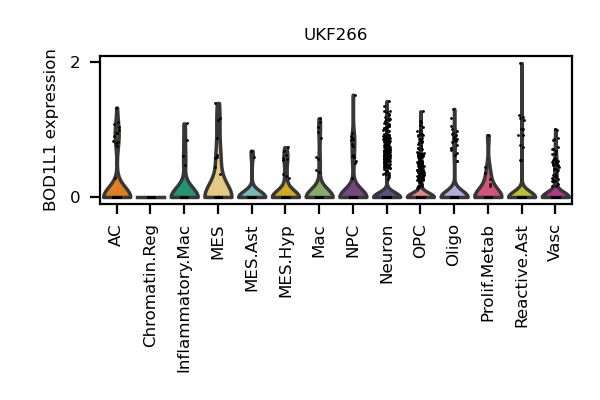 UKF266
BOD1L1 expression
2
0
AC
Chromatin.Reg
Inflammatory.Mac
MES
MES.Ast
MES.Hyp
Mac
NPC
Neuron
OPC
Oligo
Prolif.Metab
Reactive.Ast
Vasc